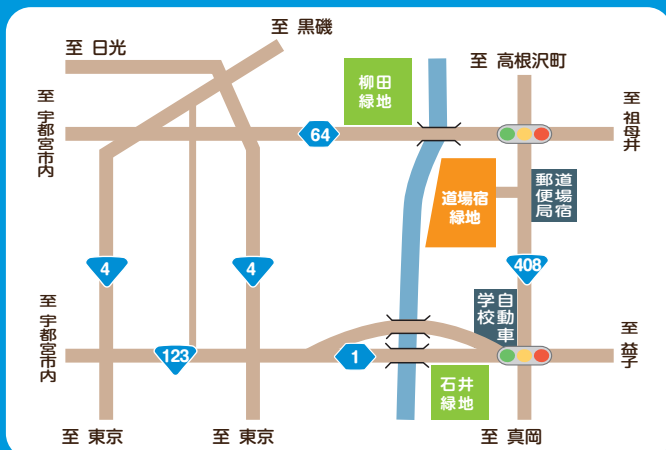 至 黒磯
至 日光
至 高根沢町
至 宇都宮市内
柳田
緑地
至 祖母井
64
道場宿
緑地
道場宿
郵便局
4
4
408
至 宇都宮市内
自動車
学校
至 益子
123
1
石井
緑地
至 東京
至 東京
至 真岡